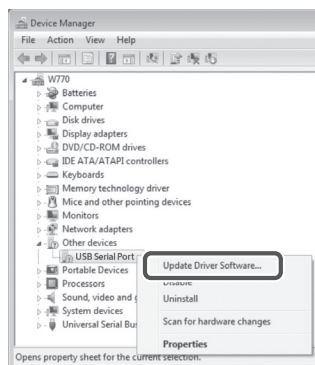 Device Manager
File Action View Help
W770
Batteries
Computer
Disk drives
Display adapters
DVD/CD-ROM drives
IDE ATA/ATAPI controllers
Keyboards
Memory technology driver
Mice and other pointing devices
Monitors
Network adapters
Other devices
USB Serial Port
Update Driver Software...
Portable Devices
Disable
Processors
Sound, video and g
Uninstall
System devices
Scan for hardware changes
Universal Serial Bus
Properties
Opens property sheet for the current selection.